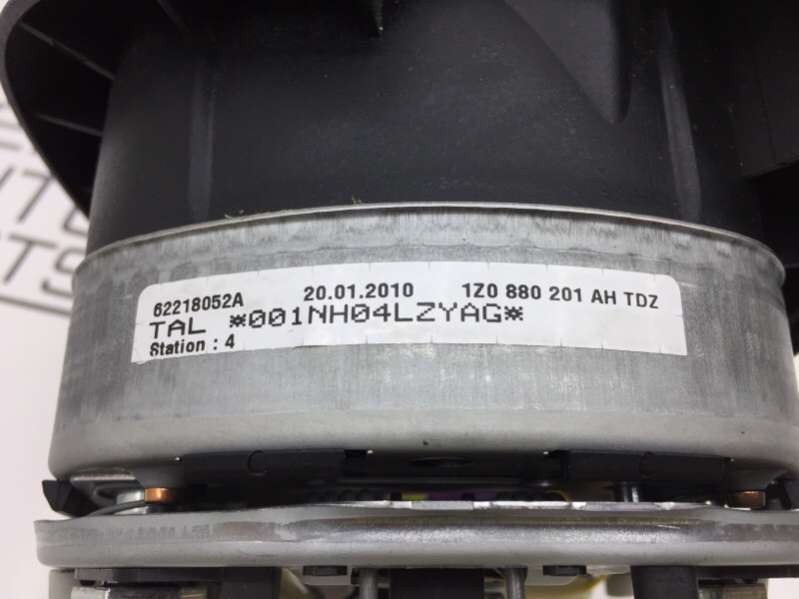 62218052A 20.01.2010 1Z0 880 201 AH TDZ
TAL *001NH04LZYAG*
Station : 4